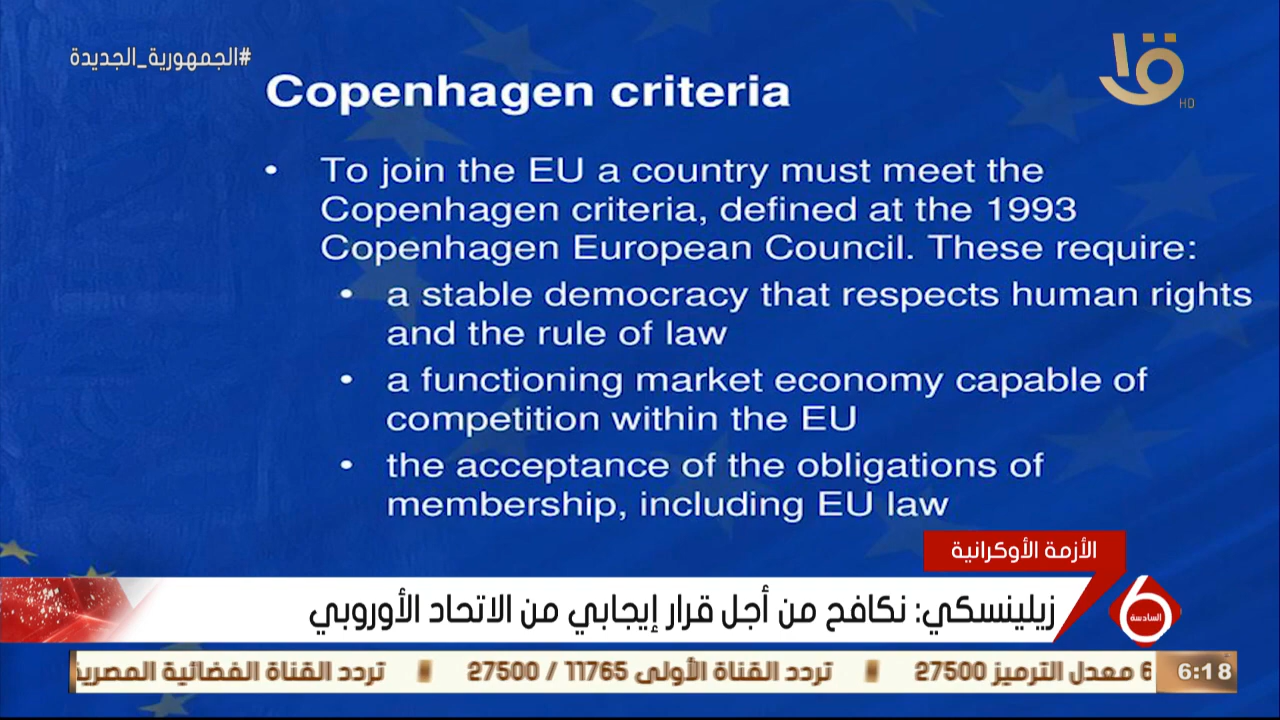 #الجمهورية_الجديدة
HD
Copenhagen criteria
• To join the EU a country must meet the
Copenhagen criteria, defined at the 1993
Copenhagen European Council. These require:
• a stable democracy that respects human rights
and the rule of law
• a functioning market economy capable of
competition within the EU
• the acceptance of the obligations of
membership, including EU law
الأزمة الأوكرانية
زيلينسكي: نكافح من أجل قرار إيجابي من الاتحاد الأوروبي
6 السادسة
6 معدل الترميز 27500 تردد القناة الأولى 11765 / 27500 تردد القناة الفضائية
6:18